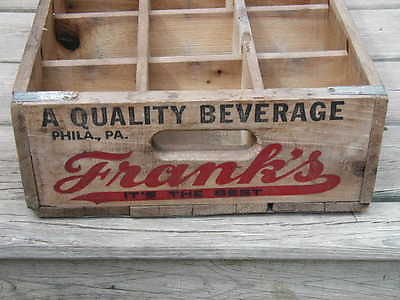 A QUALITY BEVERAGE
PHILA., PA.
Frank's
IT'S THE BEST